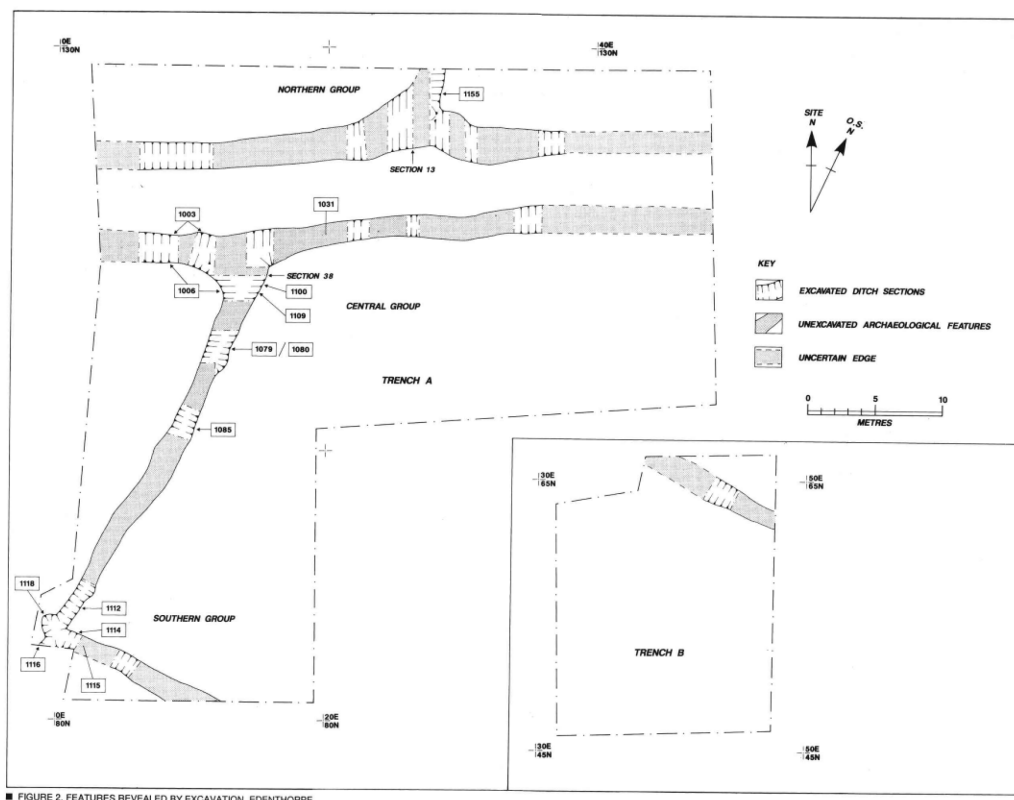 0E
130N
40E
130N
NORTHERN GROUP
1155
SITE
N
O.S.
N
SECTION 13
1003
1031
KEY
SECTION 38
1006
1100
CENTRAL GROUP
EXCAVATED DITCH SECTIONS
1109
UNEXCAVATED ARCHAEOLOGICAL FEATURES
1079 / 1080
UNCERTAIN EDGE
TRENCH A
0 5 10
METRES
1085
30E
65N
50E
65N
1118
1112
SOUTHERN GROUP
1114
1116
1115
TRENCH B
0E
80N
20E
80N
30E
45N
50E
45N
■ FIGURE 2. FEATURES REVEALED BY EXCAVATION, EDENTHORPE